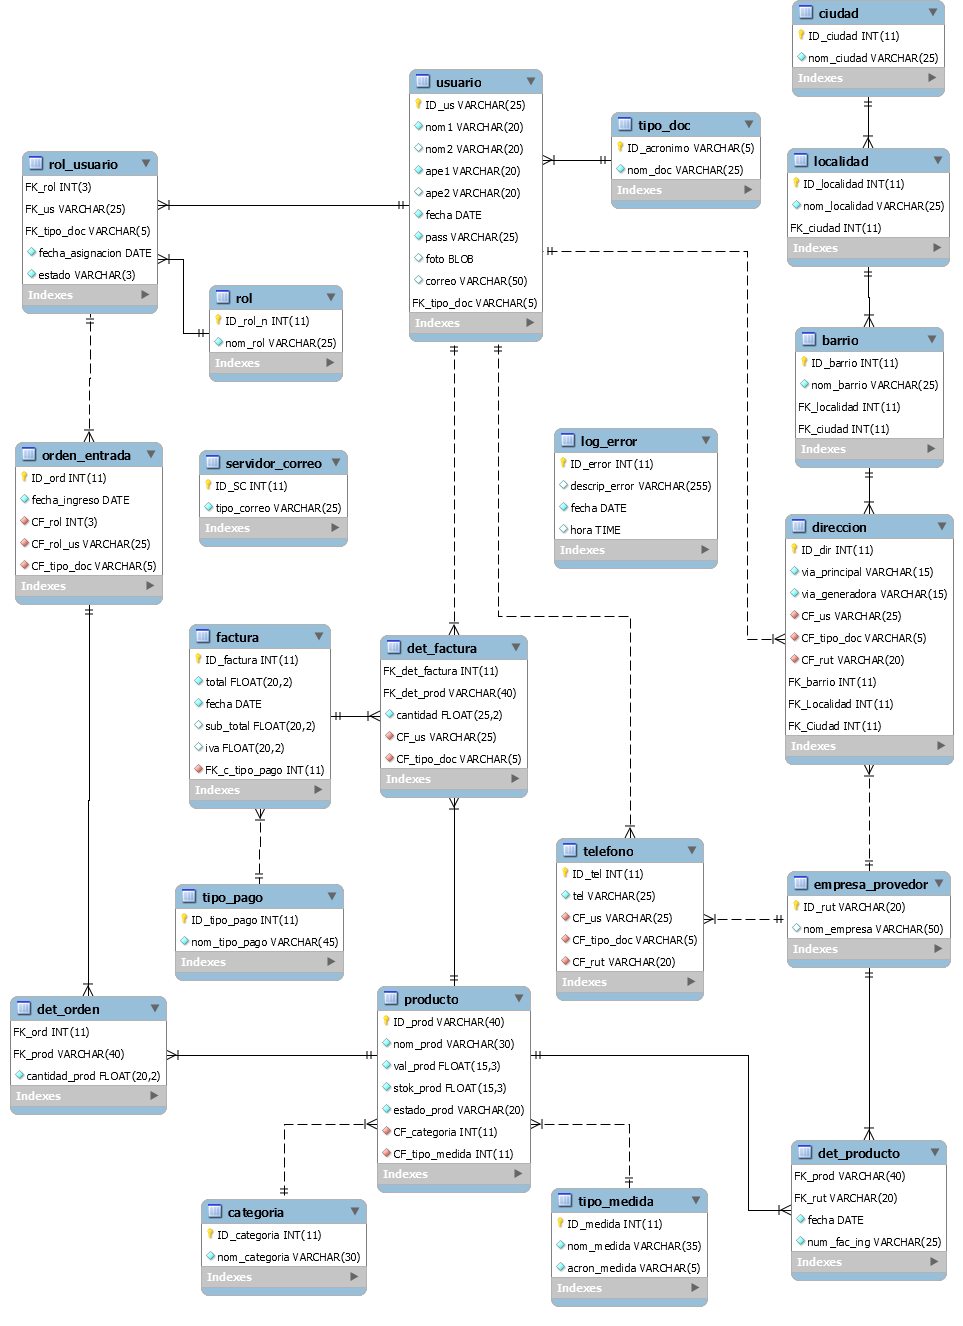 ciudad
ID_ciudad INT(11)
nom_ciudad VARCHAR(25)
Indexes
usuario
ID_us VARCHAR(25)
nom1 VARCHAR(20)
nom2 VARCHAR(20)
ape1 VARCHAR(20)
ape2 VARCHAR(20)
fecha DATE
pass VARCHAR(25)
foto BLOB
correo VARCHAR(50)
FK_tipo_doc VARCHAR(5)
Indexes
tipo_doc
ID_acronimo VARCHAR(5)
nom_doc VARCHAR(25)
Indexes
localidad
ID_localidad INT(11)
nom_localidad VARCHAR(25)
FK_ciudad INT(11)
Indexes
rol_usuario
FK_rol INT(3)
FK_us VARCHAR(25)
FK_tipo_doc VARCHAR(5)
fecha_asignacion DATE
estado VARCHAR(3)
Indexes
rol
ID_rol_n INT(11)
nom_rol VARCHAR(25)
Indexes
barrio
ID_barrio INT(11)
nom_barrio VARCHAR(25)
FK_localidad INT(11)
FK_ciudad INT(11)
Indexes
orden_entrada
ID_ord INT(11)
fecha_ingreso DATE
CF_rol INT(3)
CF_rol_us VARCHAR(25)
CF_tipo_doc VARCHAR(5)
Indexes
servidor_correo
ID_SC INT(11)
tipo_correo VARCHAR(25)
Indexes
log_error
ID_error INT(11)
descrip_error VARCHAR(255)
fecha DATE
hora TIME
Indexes
direccion
ID_dir INT(11)
via_principal VARCHAR(15)
via_generadora VARCHAR(15)
CF_us VARCHAR(25)
CF_tipo_doc VARCHAR(5)
CF_rut VARCHAR(20)
FK_barrio INT(11)
FK_Localidad INT(11)
FK_Ciudad INT(11)
Indexes
factura
ID_factura INT(11)
total FLOAT(20,2)
fecha DATE
sub_total FLOAT(20,2)
iva FLOAT(20,2)
FK_c_tipo_pago INT(11)
Indexes
det_factura
FK_det_factura INT(11)
FK_det_prod VARCHAR(40)
cantidad FLOAT(25,2)
CF_us VARCHAR(25)
CF_tipo_doc VARCHAR(5)
Indexes
telefono
ID_tel INT(11)
tel VARCHAR(25)
CF_us VARCHAR(25)
CF_tipo_doc VARCHAR(5)
CF_rut VARCHAR(20)
Indexes
empresa_provedor
ID_rut VARCHAR(20)
nom_empresa VARCHAR(50)
Indexes
tipo_pago
ID_tipo_pago INT(11)
nom_tipo_pago VARCHAR(45)
Indexes
det_orden
FK_ord INT(11)
FK_prod VARCHAR(40)
cantidad_prod FLOAT(20,2)
Indexes
producto
ID_prod VARCHAR(40)
nom_prod VARCHAR(30)
val_prod FLOAT(15,3)
stok_prod FLOAT(15,3)
estado_prod VARCHAR(20)
CF_categoria INT(11)
CF_tipo_medida INT(11)
Indexes
det_producto
FK_prod VARCHAR(40)
FK_rut VARCHAR(20)
fecha DATE
num_fac_ing VARCHAR(25)
Indexes
categoria
ID_categoria INT(11)
nom_categoria VARCHAR(30)
Indexes
tipo_medida
ID_medida INT(11)
nom_medida VARCHAR(35)
acron_medida VARCHAR(5)
Indexes